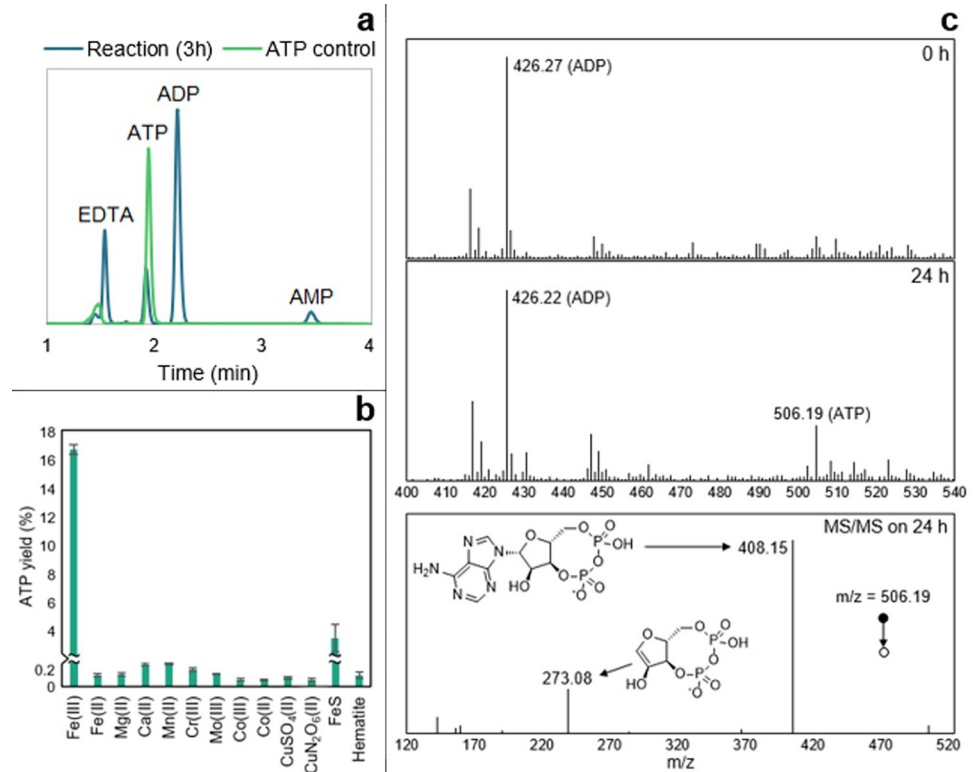 a
Reaction (3h) ATP control
ADP
ATP
EDTA
AMP
1 2 3 4
Time (min)
b
18
16
14
12
10
8
6
4
0.2
0
ATP yield (%)
Fe(III)
Fe(II)
Mg(II)
Ca(II)
Mn(II)
Cr(III)
Mo(III)
Co(III)
Co(II)
CuSO₄(II)
CuN₂O₆(II)
FeS
Hematite
c
0 h
426.27 (ADP)
24 h
426.22 (ADP)
506.19 (ATP)
400 410 420 430 440 450 460 470 480 490 500 510 520 530 540
MS/MS on 24 h
408.15
m/z = 506.19
273.08
H₂N
N
N
N
N
O
HO
O
O
P
O
OH
O
P
O
⁻O
O
HO
O
O
P
O
OH
O
P
O
⁻O
120 170 220 270 320 370 420 470 520
m/z